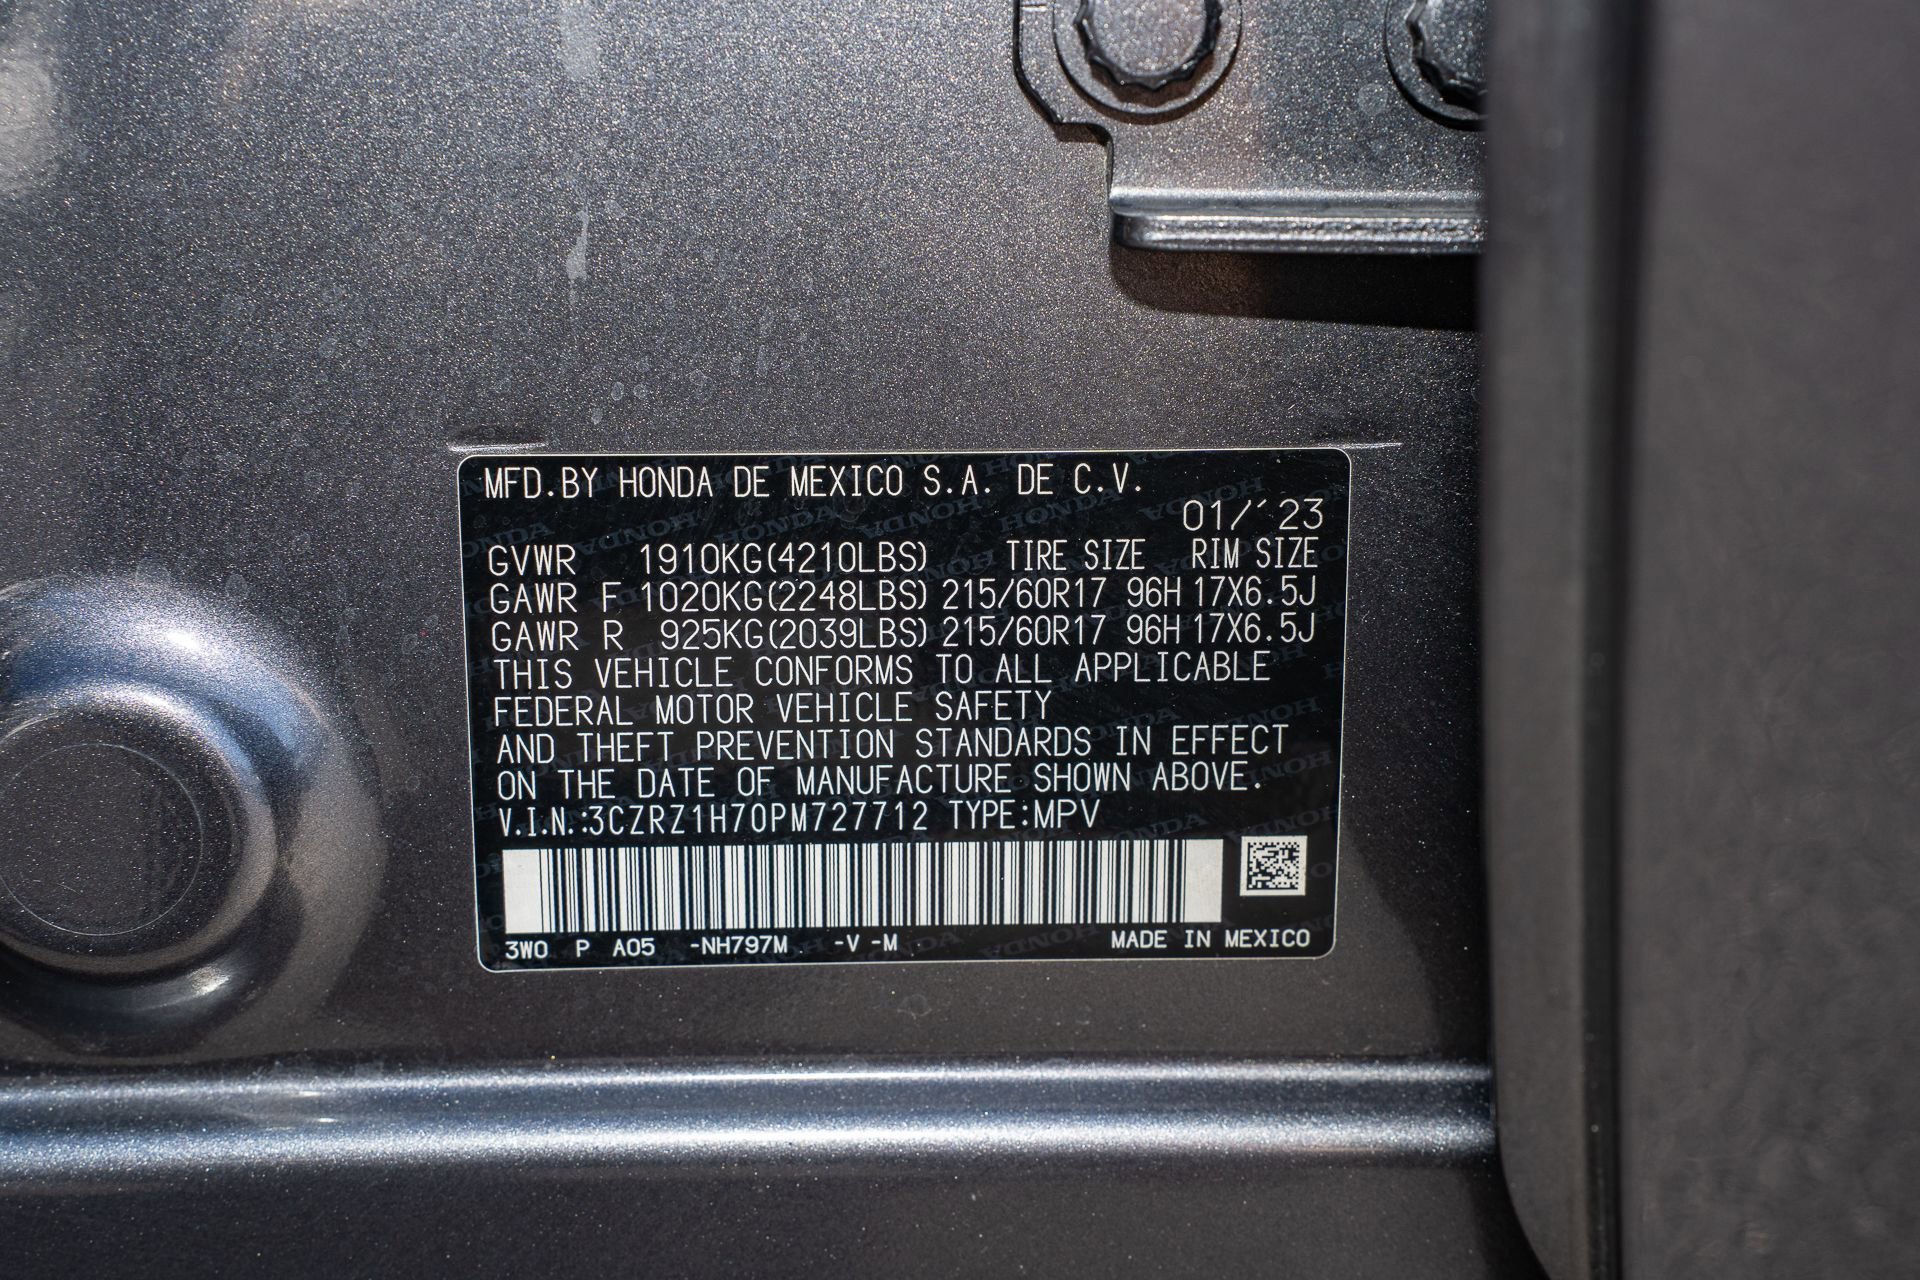 MFD.BY HONDA DE MEXICO S.A. DE C.V.
01/´23
GVWR 1910KG(4210LBS) TIRE SIZE RIM SIZE
GAWR F 1020KG(2248LBS) 215/60R17 96H 17X6.5J
GAWR R 925KG(2039LBS) 215/60R17 96H 17X6.5J
THIS VEHICLE CONFORMS TO ALL APPLICABLE
FEDERAL MOTOR VEHICLE SAFETY
AND THEFT PREVENTION STANDARDS IN EFFECT
ON THE DATE OF MANUFACTURE SHOWN ABOVE.
V.I.N.:3CZRZ1H70PM727712 TYPE:MPV
3W0 P A05 -NH797M -V -M MADE IN MEXICO